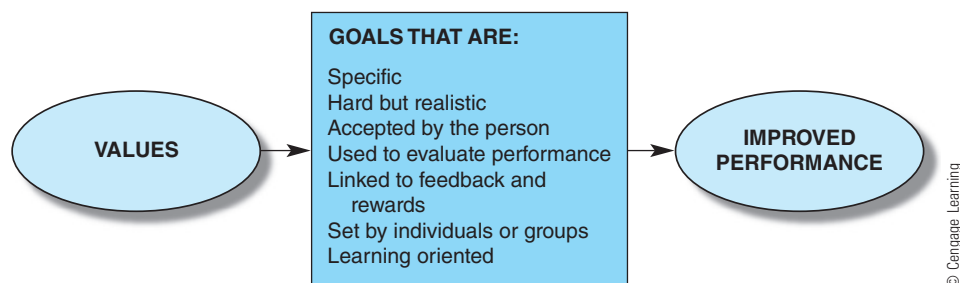 VALUES
GOALS THAT ARE:
Specific
Hard but realistic
Accepted by the person
Used to evaluate performance
Linked to feedback and
rewards
Set by individuals or groups
Learning oriented
IMPROVED
PERFORMANCE
© Cengage Learning